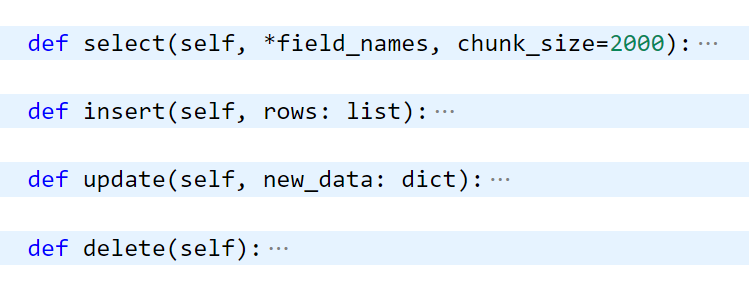 def select(self, *field_names, chunk_size=2000):···
def insert(self, rows: list):···
def update(self, new_data: dict):···
def delete(self):···